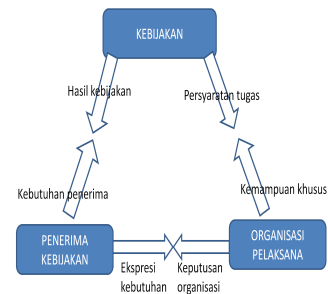 KEBIJAKAN
Hasil kebijakan
Persyaratan tugas
Kebutuhan penerima
Kemampuan khusus
PENERIMA
KEBIJAKAN
Ekspresi
kebutuhan
Keputusan
organisasi
ORGANISASI
PELAKSANA